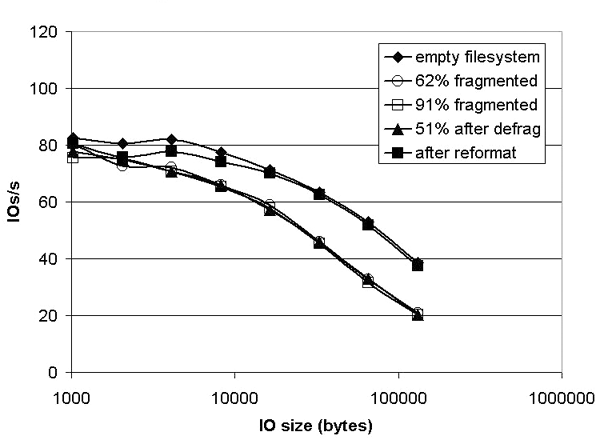 120
100
80
60
40
20
0
IOs/s
empty filesystem
62% fragmented
91% fragmented
51% after defrag
after reformat
1000 10000 100000 1000000
IO size (bytes)